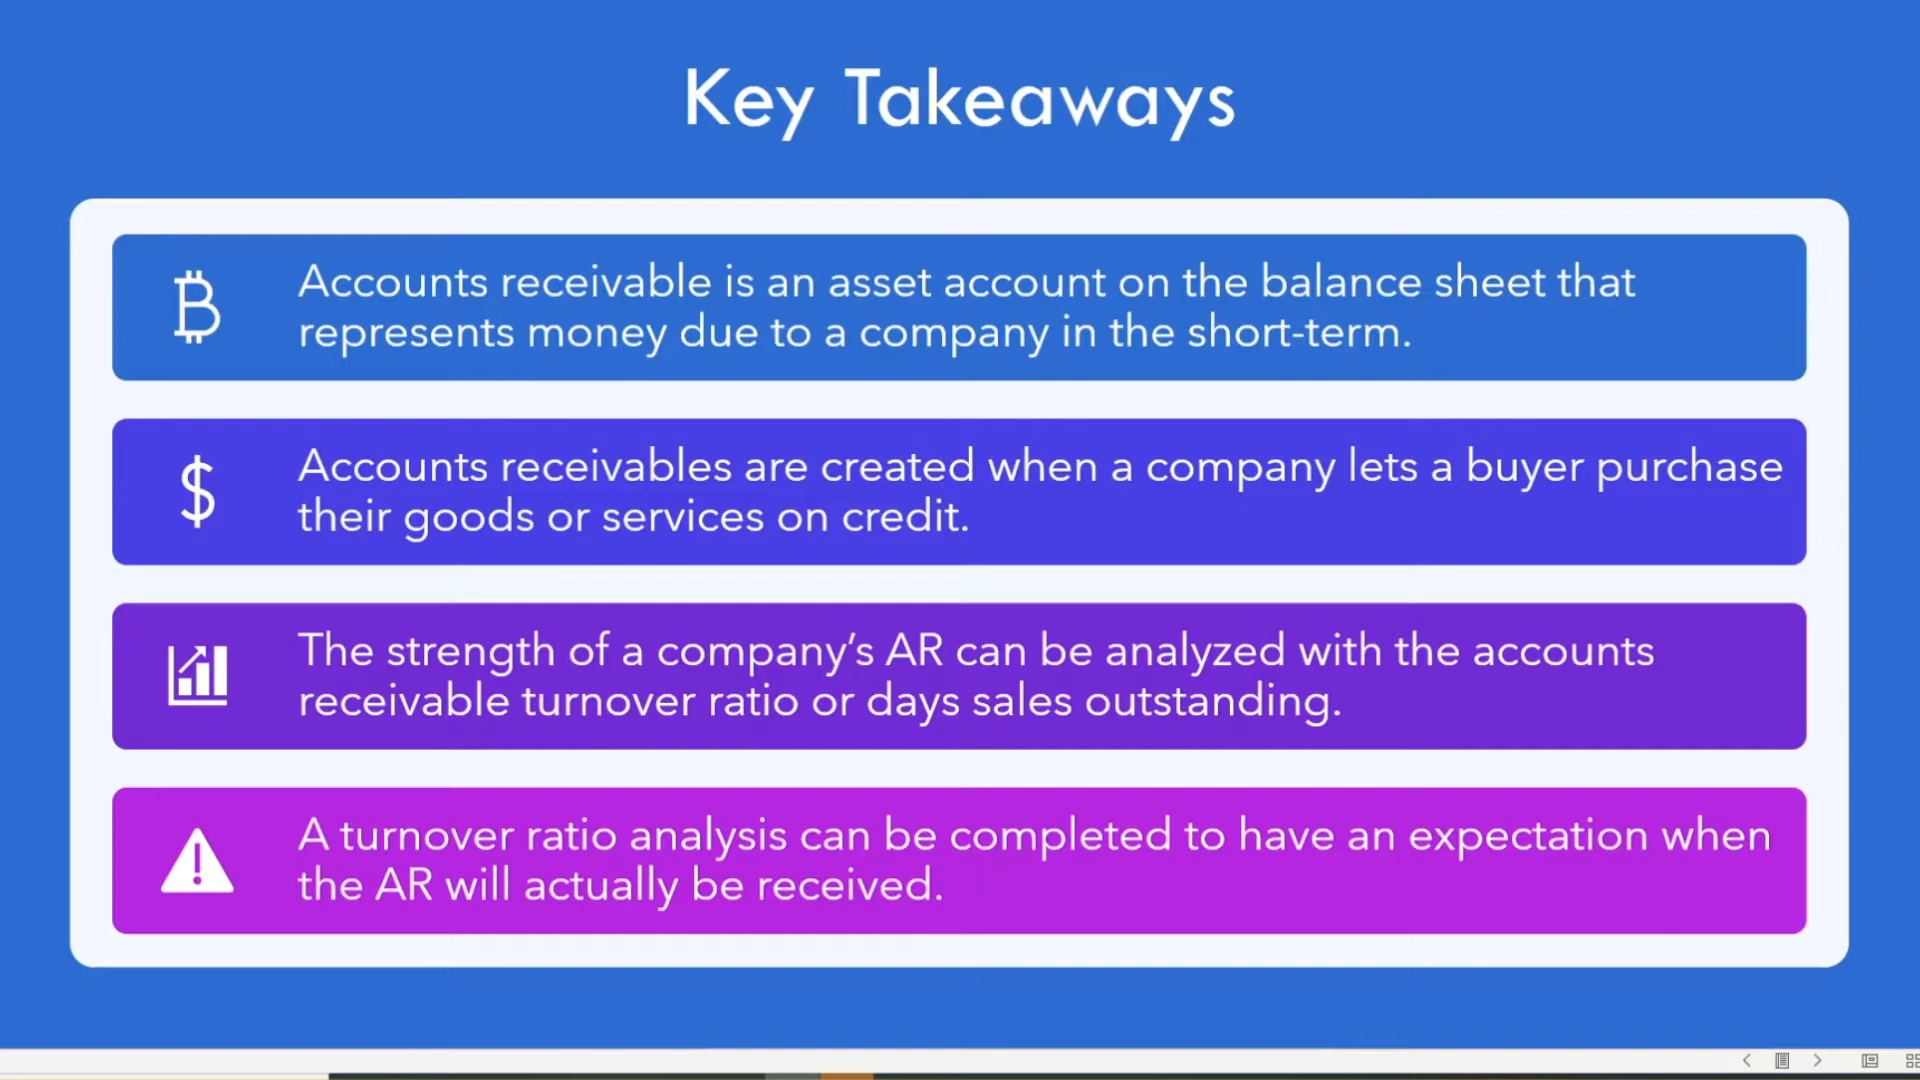 Key Takeaways
Accounts receivable is an asset account on the balance sheet that
represents money due to a company in the short-term.
Accounts receivables are created when a company lets a buyer purchase
their goods or services on credit.
The strength of a company’s AR can be analyzed with the accounts
receivable turnover ratio or days sales outstanding.
A turnover ratio analysis can be completed to have an expectation when
the AR will actually be received.